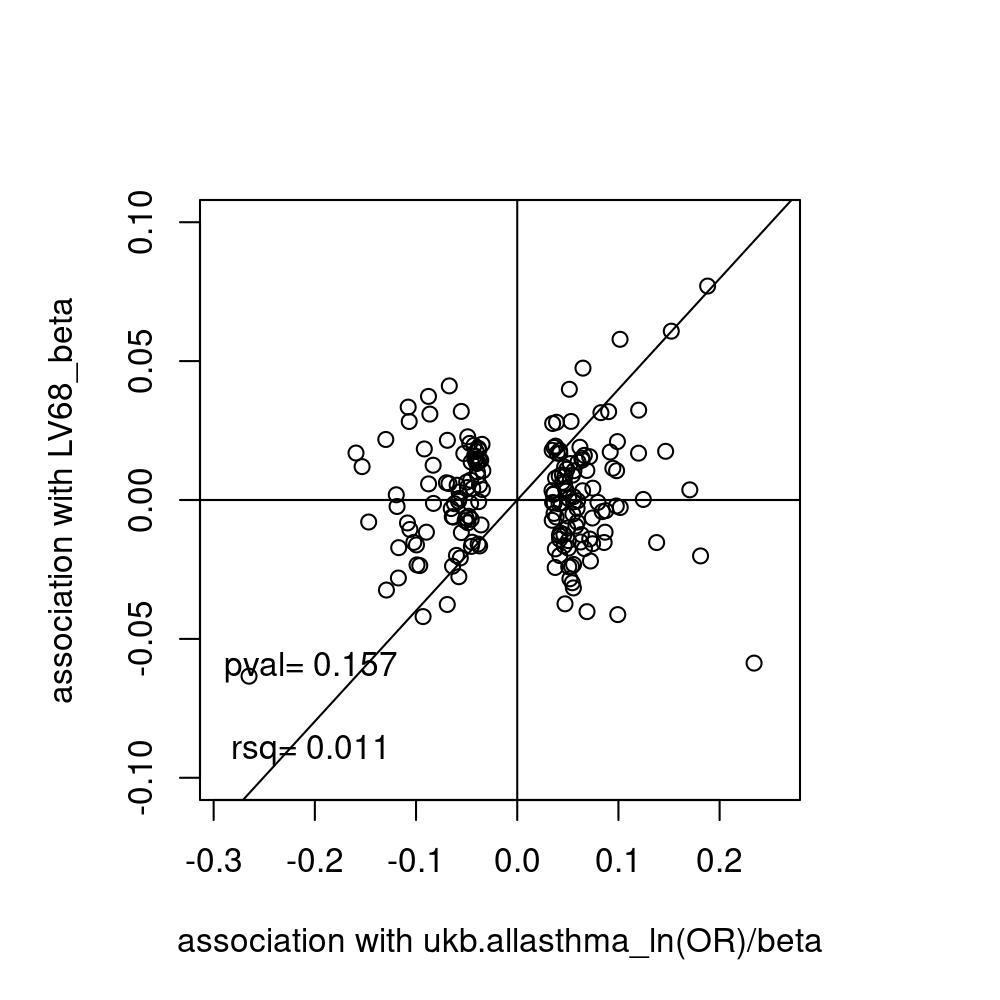 association with LV68_beta
0.10
0.05
0.00
-0.05
-0.10
pval= 0.157
rsq= 0.011
-0.3 -0.2 -0.1 0.0 0.1 0.2
association with ukb.allasthma_ln(OR)/beta